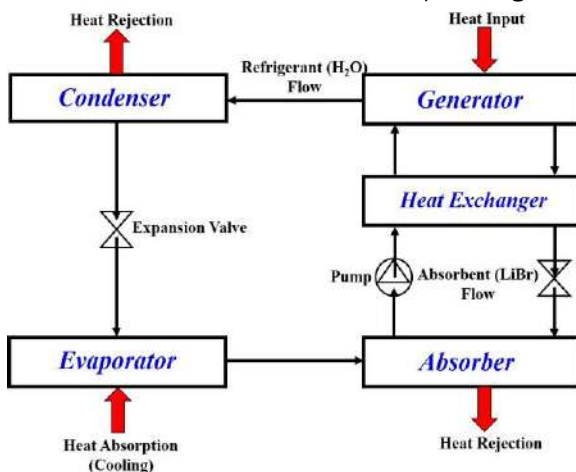 Heat Rejection
Heat Input
Refrigerant (H₂O)
Flow
Condenser
Generator
Heat Exchanger
Expansion Valve
Pump
Absorbent (LiBr)
Flow
Evaporator
Absorber
Heat Absorption
(Cooling)
Heat Rejection